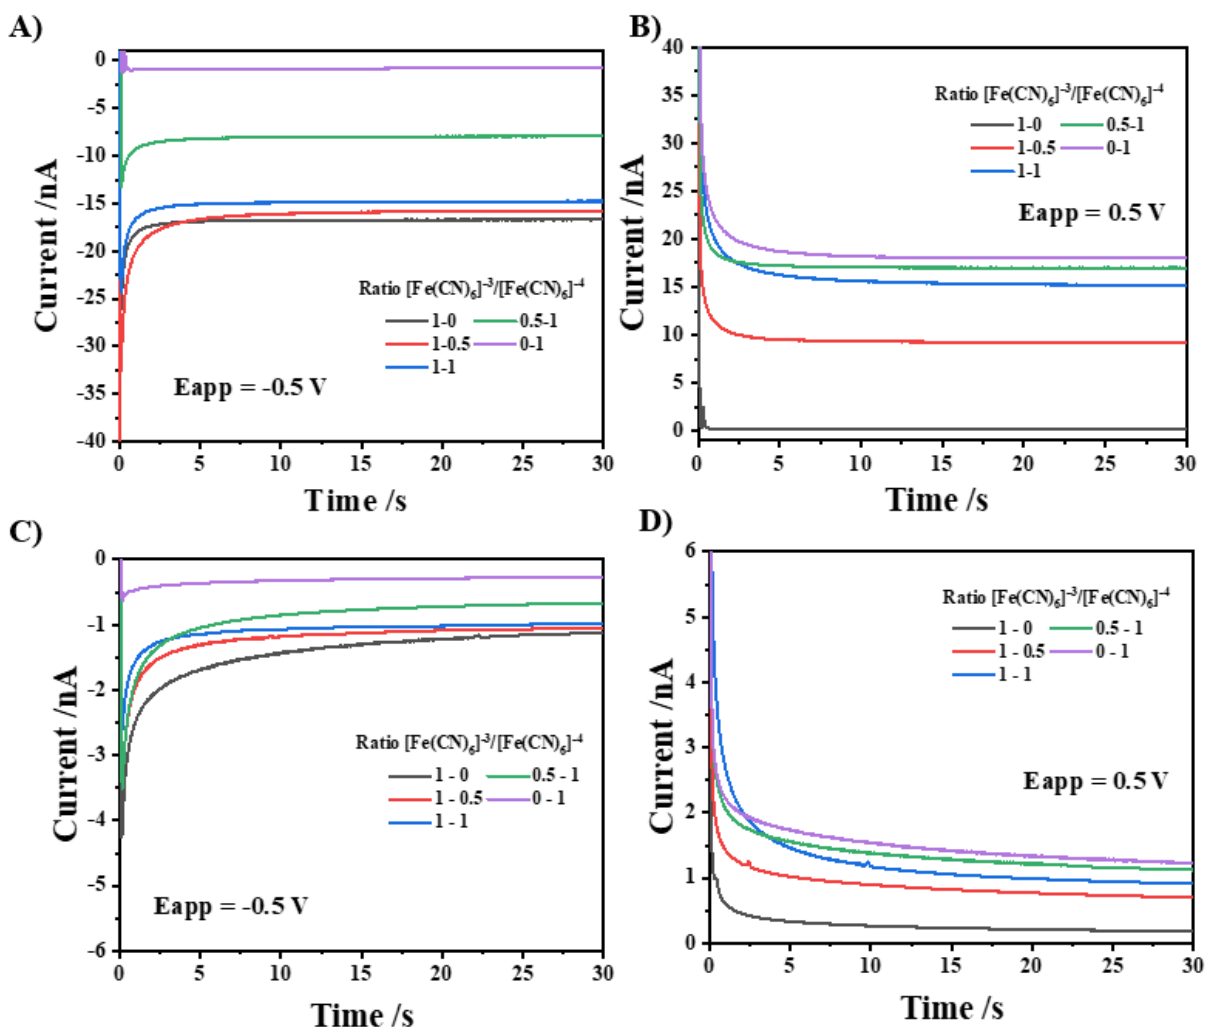 A)
0
-5
-10
-15
-20
-25
-30
-35
-40
Current /nA
Ratio [Fe(CN)₆]⁻³/[Fe(CN)₆]⁻⁴
1-0 0.5-1
1-0.5 0-1
1-1
Eapp = -0.5 V
0 5 10 15 20 25 30
Time /s
B)
40
35
30
25
20
15
10
5
0
Current /nA
Ratio [Fe(CN)₆]⁻³/[Fe(CN)₆]⁻⁴
1-0 0.5-1
1-0.5 0-1
1-1
Eapp = 0.5 V
0 5 10 15 20 25 30
Time /s
C)
0
-1
-2
-3
-4
-5
-6
Current /nA
Ratio [Fe(CN)₆]⁻³/[Fe(CN)₆]⁻⁴
1 - 0 0.5 - 1
1 - 0.5 0 - 1
1 - 1
Eapp = -0.5 V
0 5 10 15 20 25 30
Time /s
D)
6
5
4
3
2
1
0
Current /nA
Ratio [Fe(CN)₆]⁻³/[Fe(CN)₆]⁻⁴
1 - 0 0.5 - 1
1 - 0.5 0 - 1
1 - 1
Eapp = 0.5 V
0 5 10 15 20 25 30
Time /s